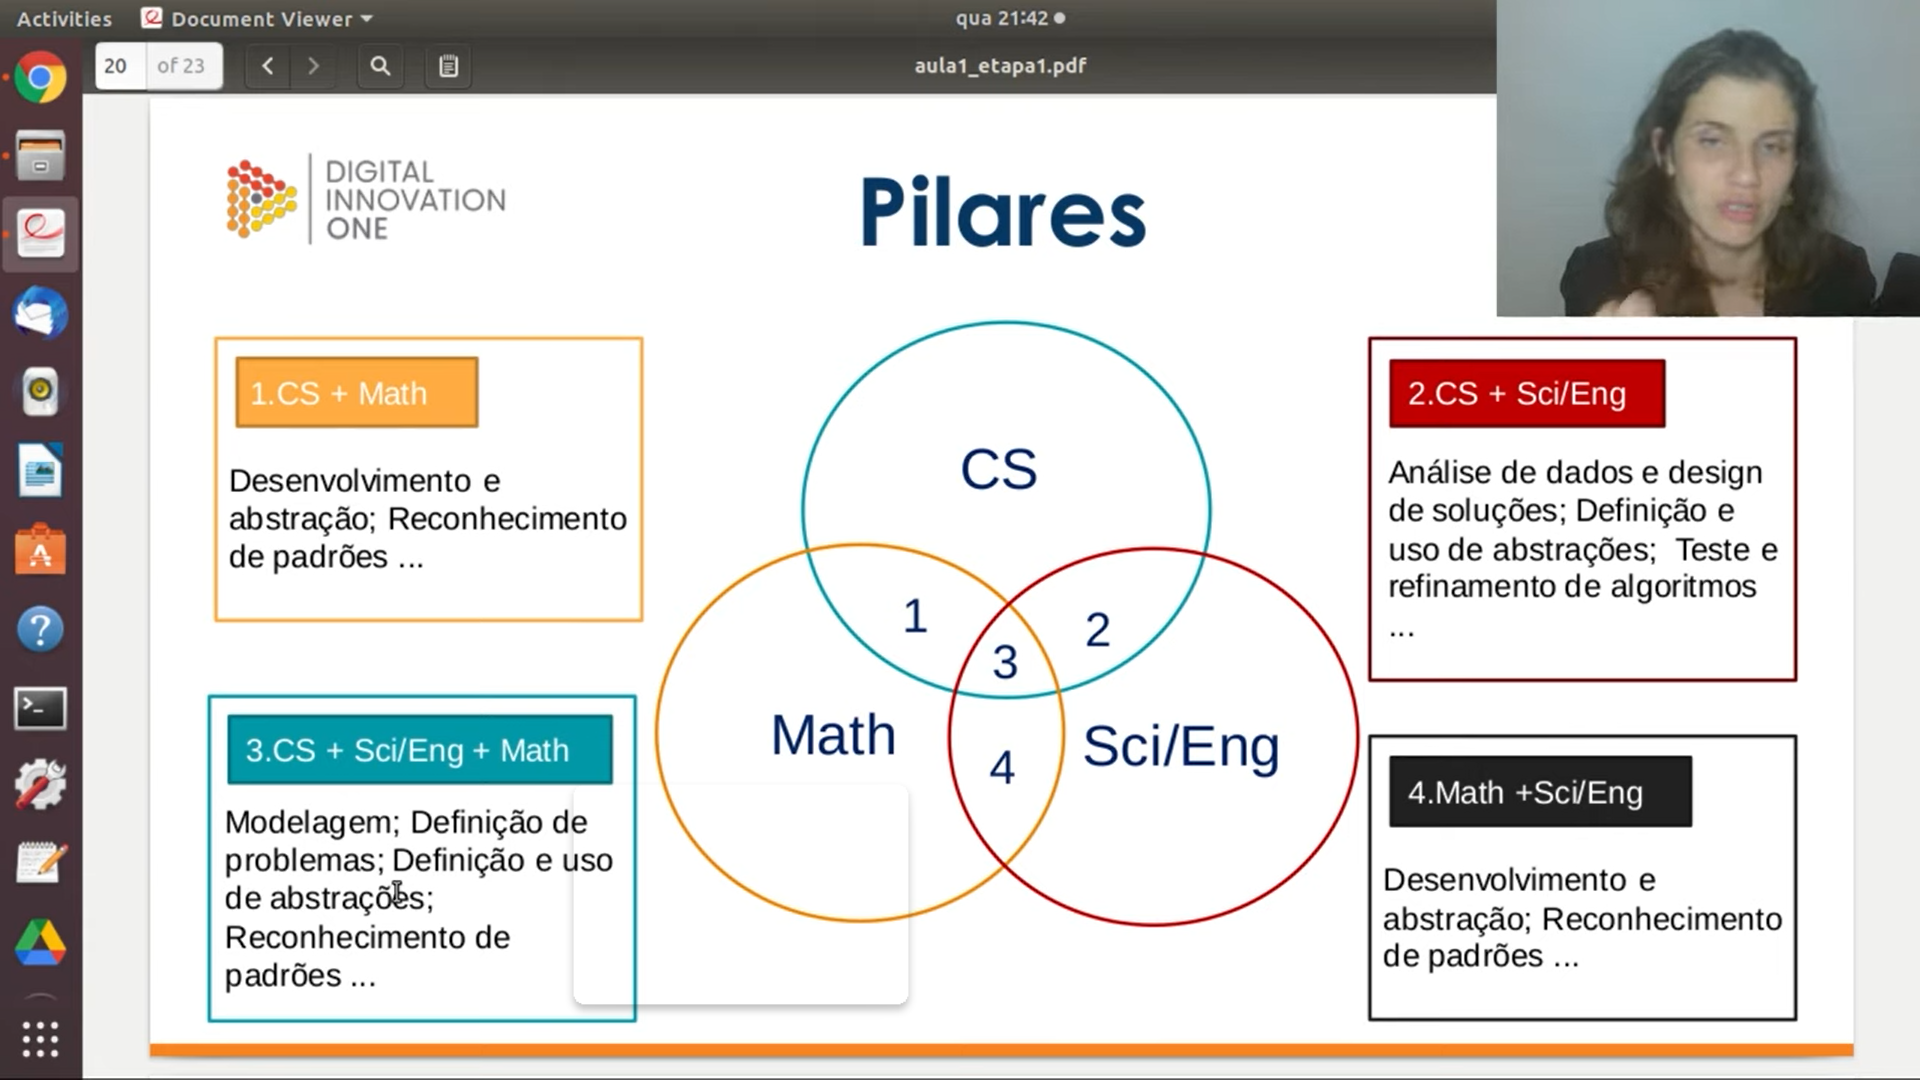 Activities
Document Viewer
qua 21:42
20 of 23
aula1_etapa1.pdf
DIGITAL
INNOVATION
ONE
Pilares
1.CS + Math
Desenvolvimento e
abstração; Reconhecimento
de padrões ...
2.CS + Sci/Eng
Análise de dados e design
de soluções; Definição e
uso de abstrações; Teste e
refinamento de algoritmos
...
CS
1
2
3
Math
Sci/Eng
4
3.CS + Sci/Eng + Math
Modelagem; Definição de
problemas; Definição e uso
de abstrações;
Reconhecimento de
padrões ...
4.Math +Sci/Eng
Desenvolvimento e
abstração; Reconhecimento
de padrões ...